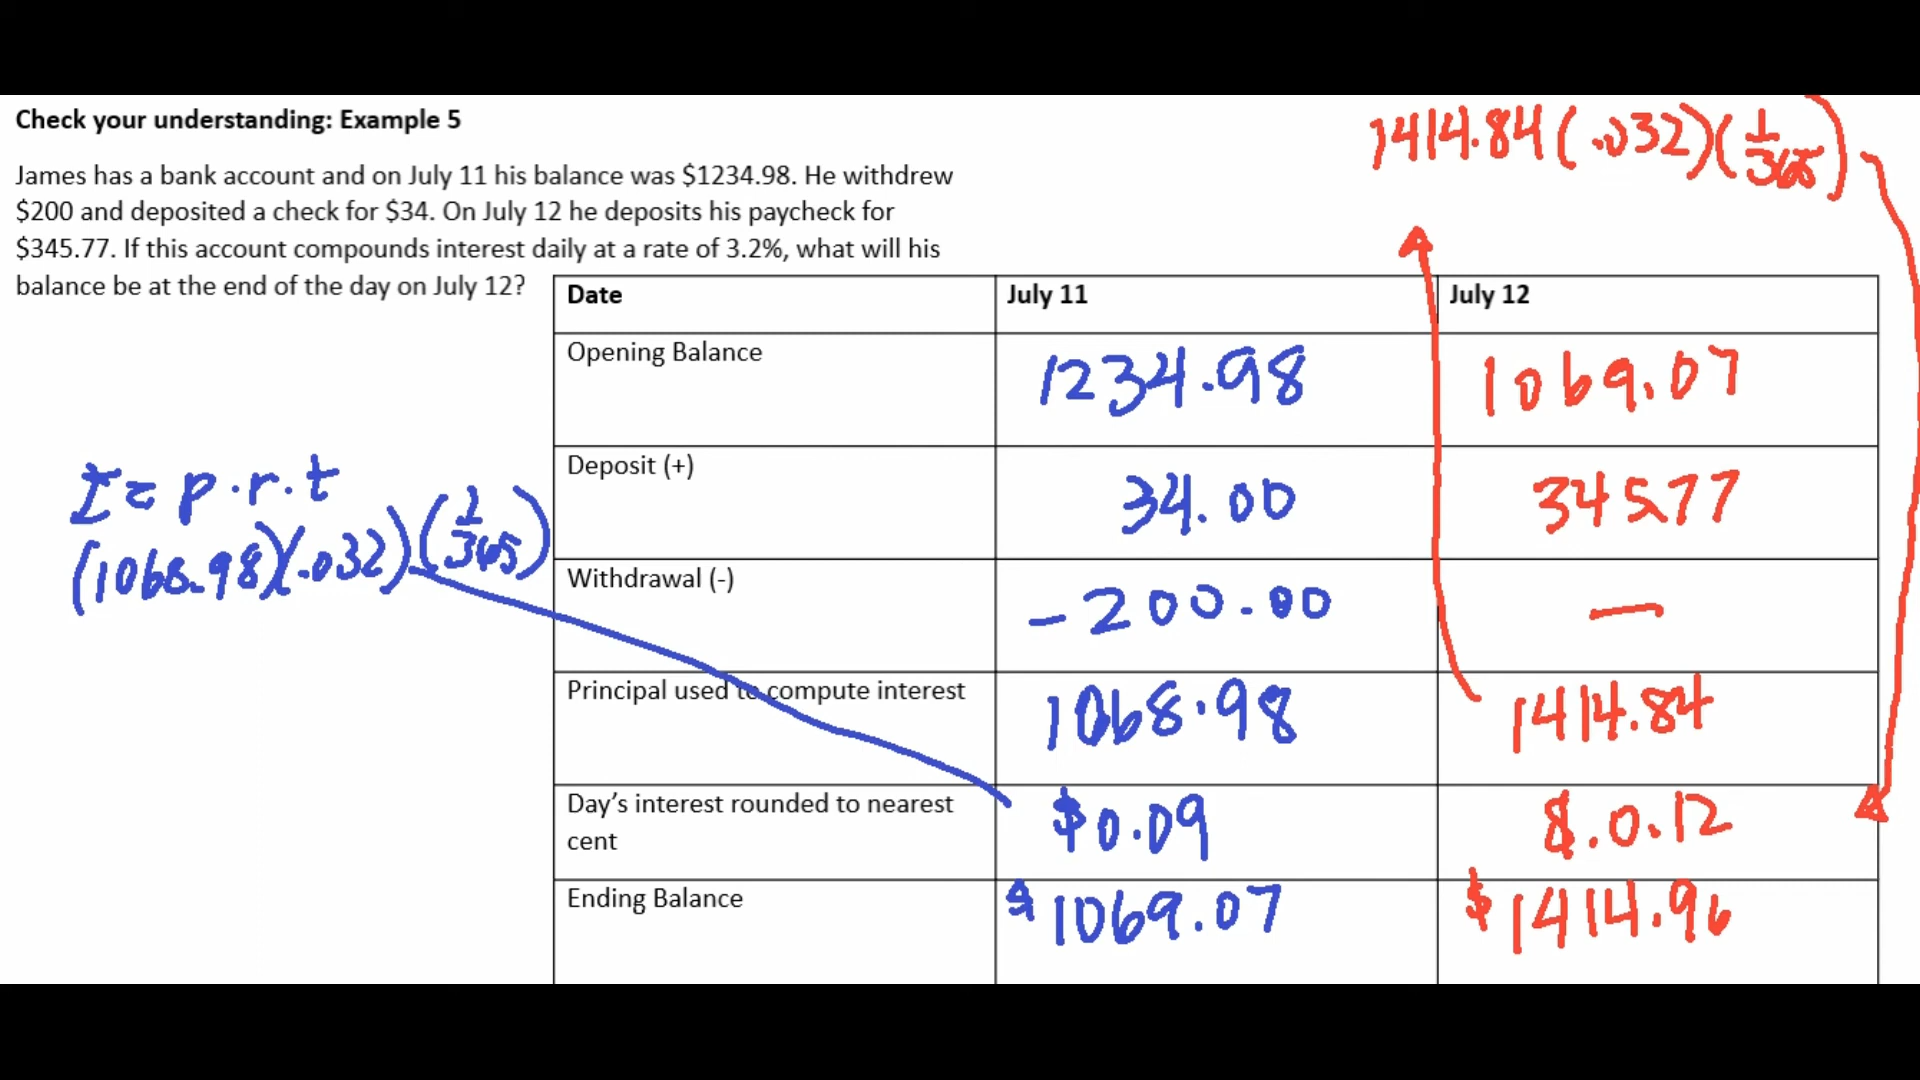 Check your understanding: Example 5
James has a bank account and on July 11 his balance was $1234.98. He withdrew
$200 and deposited a check for $34. On July 12 he deposits his paycheck for
$345.77. If this account compounds interest daily at a rate of 3.2%, what will his
balance be at the end of the day on July 12?
1414.84(.032)(1/365)
I = p.r.t
(1068.98)(.032)(1/365)
Date July 11 July 12
Opening Balance 1234.98 1069.07
Deposit (+) 34.00 345.77
Withdrawal (-) -200.00 —
Principal used to compute interest 1068.98 1414.84
Day's interest rounded to nearest
cent $0.09 $.0.12
Ending Balance $1069.07 $1414.96